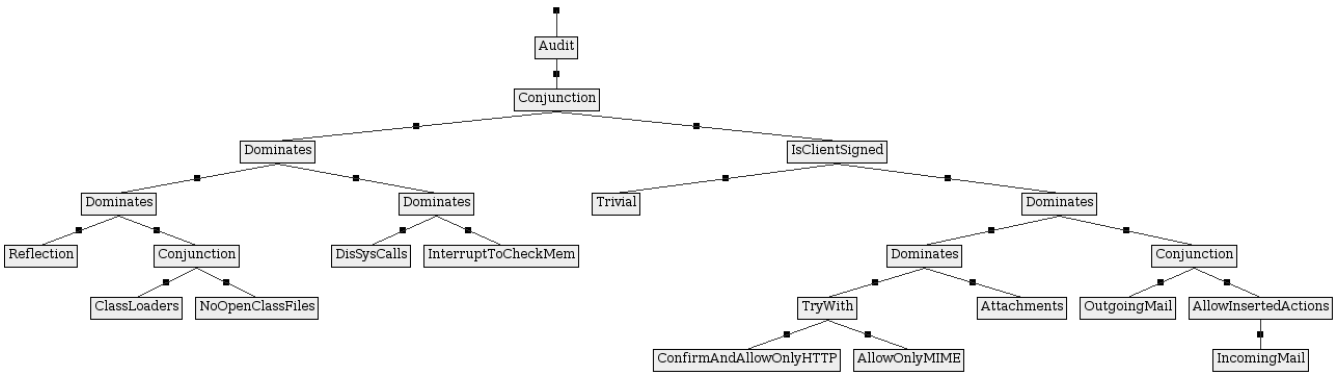 Audit
Conjunction
Dominates IsClientSigned
Dominates Dominates Trivial Dominates
Reflection Conjunction DisSysCalls InterruptToCheckMem Dominates Conjunction
ClassLoaders NoOpenClassFiles TryWith Attachments OutgoingMail AllowInsertedActions
ConfirmAndAllowOnlyHTTP AllowOnlyMIME IncomingMail